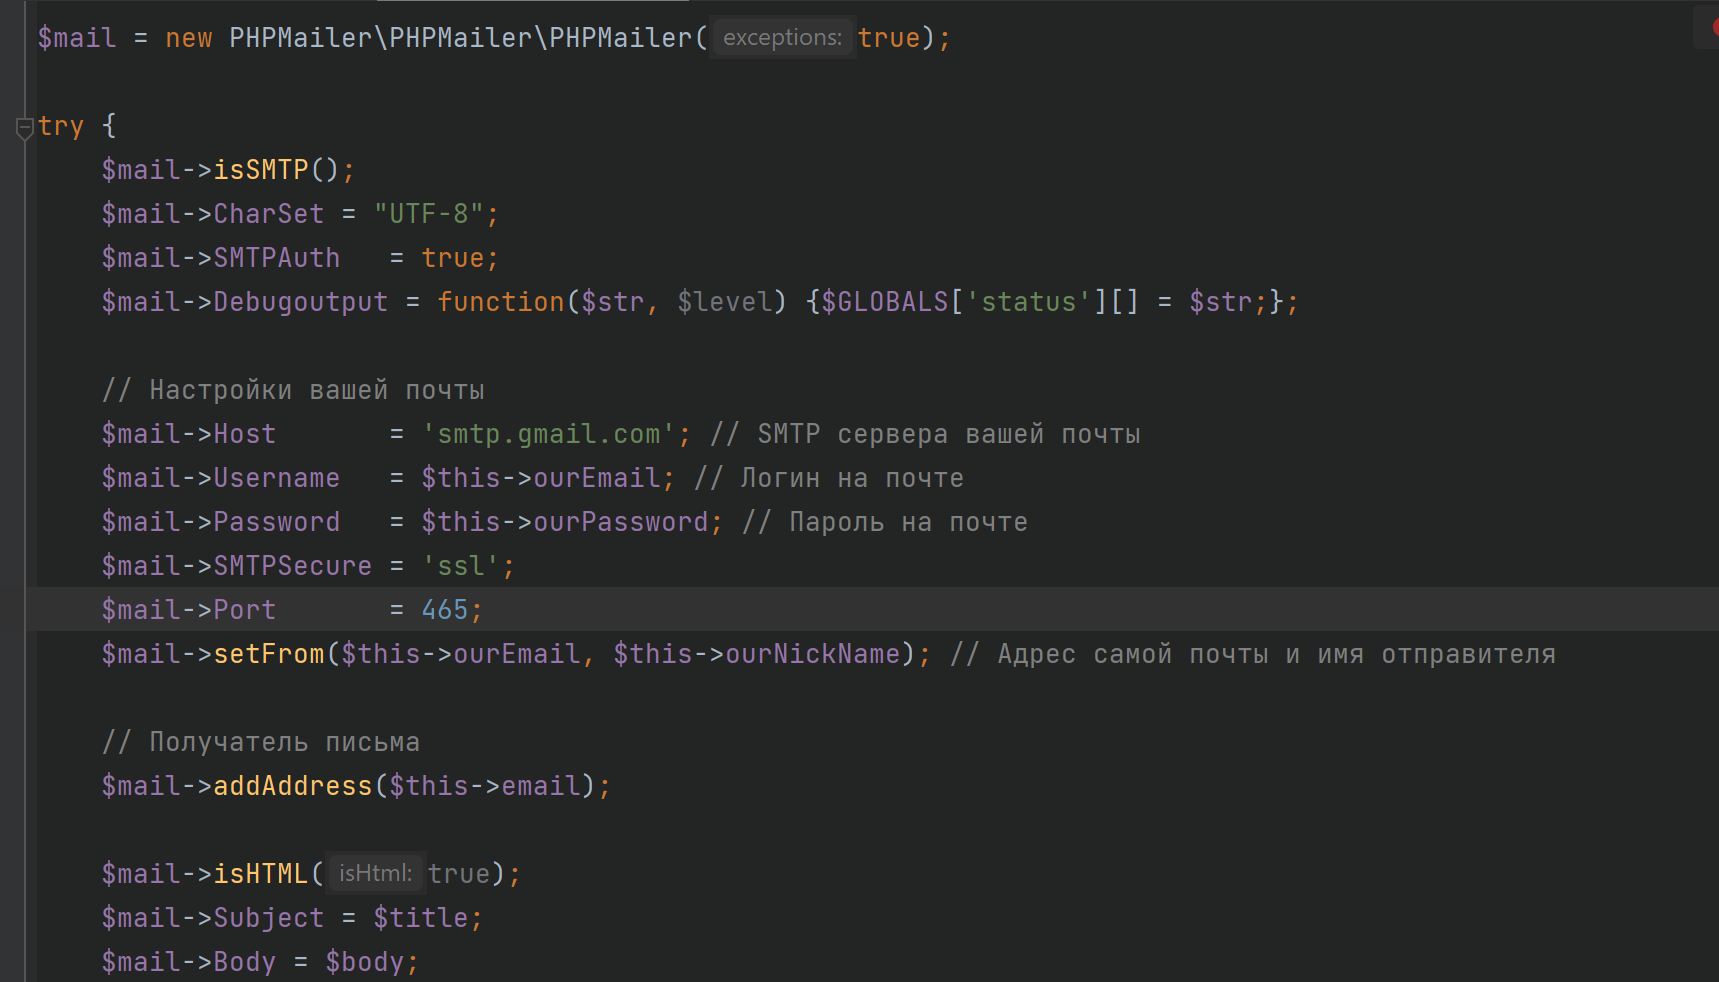 $mail = new PHPMailer\PHPMailer\PHPMailer( exceptions: true);
try {
$mail->isSMTP();
$mail->CharSet = "UTF-8";
$mail->SMTPAuth   = true;
$mail->Debugoutput = function($str, $level) {$GLOBALS['status'][] = $str;};
// Настройки вашей почты
$mail->Host       = 'smtp.gmail.com'; // SMTP сервера вашей почты
$mail->Username   = $this->ourEmail; // Логин на почте
$mail->Password   = $this->ourPassword; // Пароль на почте
$mail->SMTPSecure = 'ssl';
$mail->Port       = 465;
$mail->setFrom($this->ourEmail, $this->ourNickName); // Адрес самой почты и имя отправителя
// Получатель письма
$mail->addAddress($this->email);
$mail->isHTML( isHtml: true);
$mail->Subject = $title;
$mail->Body = $body;